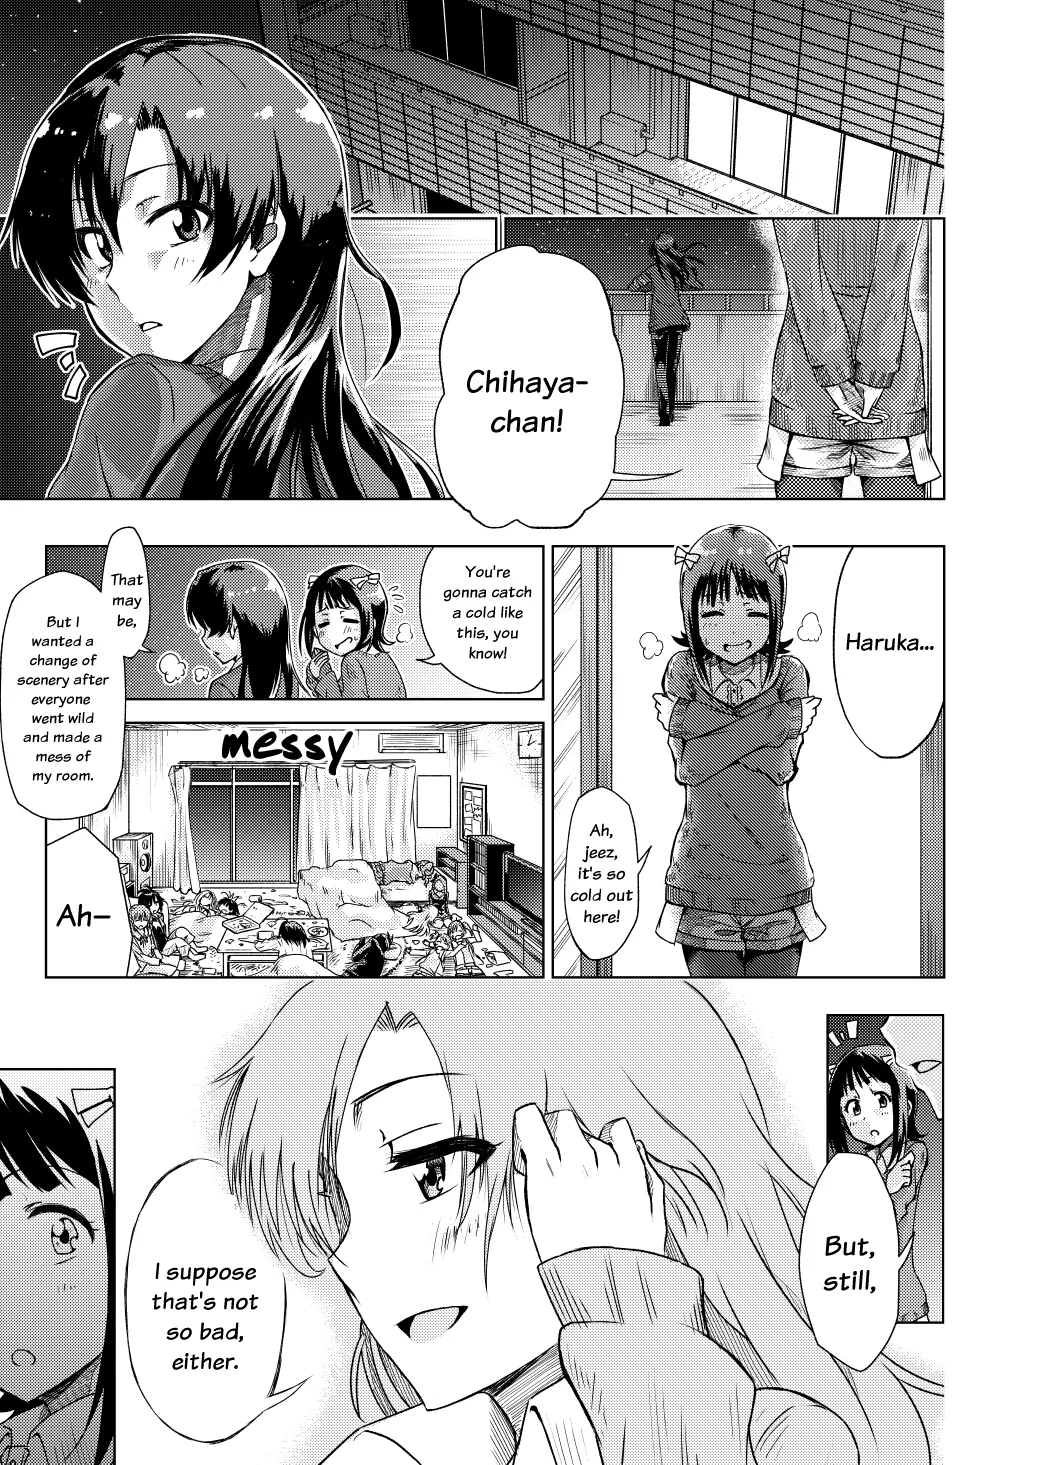 Chihaya-
chan!
Haruka...
Ah,
jeez,
it's so
cold out
here!
You're
gonna catch
a cold like
this, you
know!
That
may
be,
But I
wanted a
change of
scenery after
everyone
went wild
and made a
mess of
my room.
messy
Ah–
But,
still,
I suppose
that's not
so bad,
either.